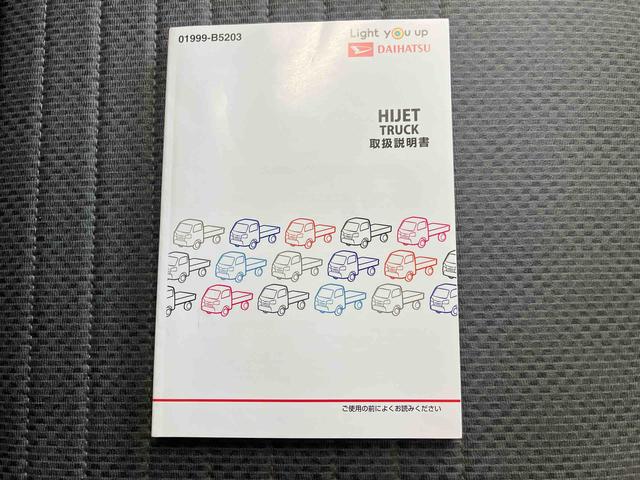 01999-B5203
Light you up
DAIHATSU
HIJET
TRUCK
取扱説明書
ご使用の前によくお読みください